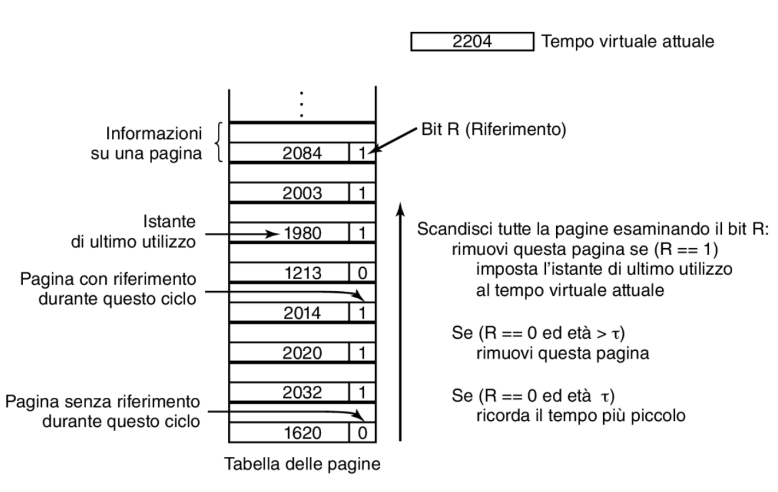 2204 Tempo virtuale attuale
Informazioni
su una pagina
Bit R (Riferimento)
2084 1
2003 1
Istante
di ultimo utilizzo
1980 1
1213 0
Pagina con riferimento
durante questo ciclo
2014 1
2020 1
2032 1
Pagina senza riferimento
durante questo ciclo
1620 0
Tabella delle pagine
Scandisci tutte la pagine esaminando il bit R:
rimuovi questa pagina se (R == 1)
imposta l'istante di ultimo utilizzo
al tempo virtuale attuale
Se (R == 0 ed età > τ)
rimuovi questa pagina
Se (R == 0 ed età τ)
ricorda il tempo più piccolo